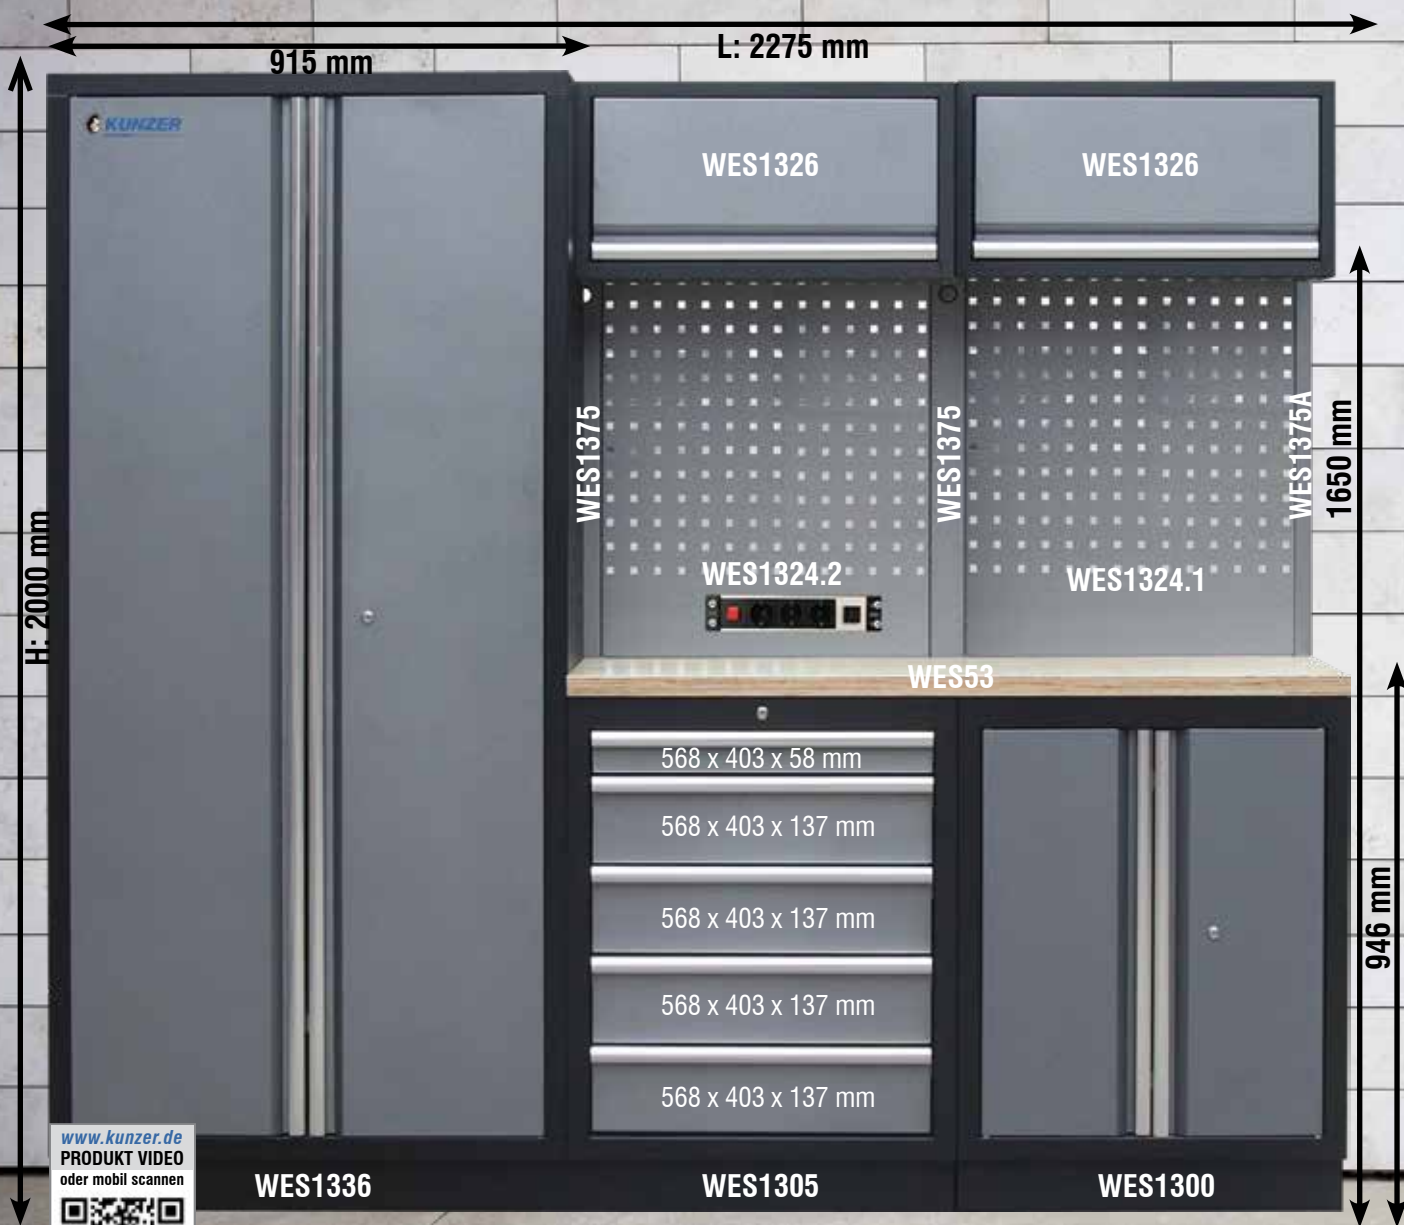 L: 2275 mm
915 mm
KUNZER
WES1326
WES1326
WES1375
WES1375
WES1375A
1650 mm
H: 2000 mm
WES1324.2
WES1324.1
WES53
568 x 403 x 58 mm
568 x 403 x 137 mm
568 x 403 x 137 mm
568 x 403 x 137 mm
568 x 403 x 137 mm
946 mm
www.kunzer.de
PRODUKT VIDEO
oder mobil scannen
WES1336
WES1305
WES1300